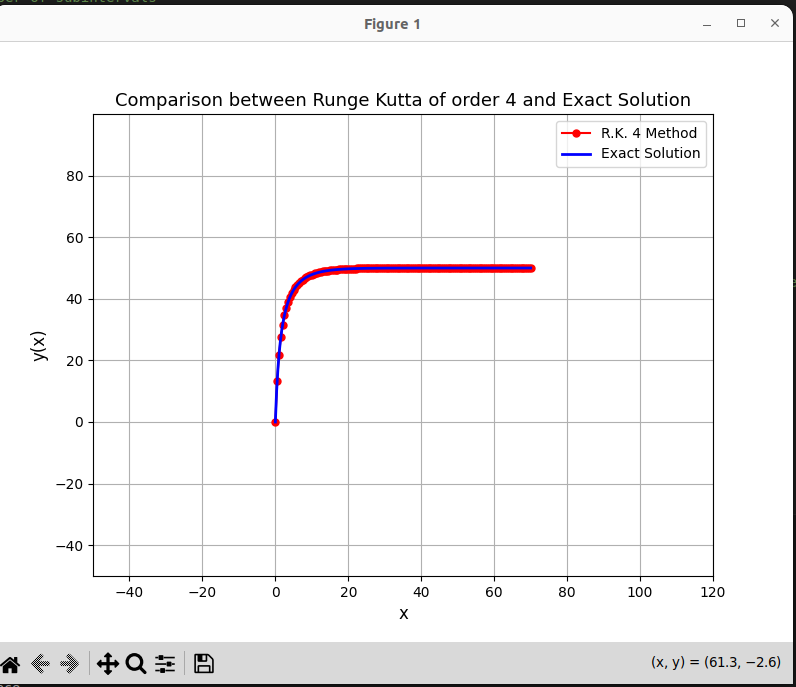 Figure 1
Comparison between Runge Kutta of order 4 and Exact Solution
R.K. 4 Method
Exact Solution
80
60
40
20
0
−20
−40
y(x)
−40 −20 0 20 40 60 80 100 120
x
(x, y) = (61.3, −2.6)